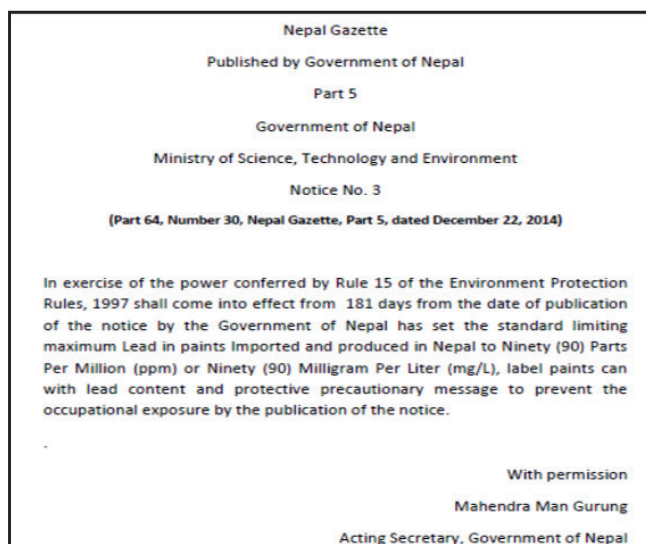 Nepal Gazette
Published by Government of Nepal
Part 5
Government of Nepal
Ministry of Science, Technology and Environment
Notice No. 3
(Part 64, Number 30, Nepal Gazette, Part 5, dated December 22, 2014)
In exercise of the power conferred by Rule 15 of the Environment Protection
Rules, 1997 shall come into effect from 181 days from the date of publication
of the notice by the Government of Nepal has set the standard limiting
maximum Lead in paints Imported and produced in Nepal to Ninety (90) Parts
Per Million (ppm) or Ninety (90) Milligram Per Liter (mg/L), label paints can
with lead content and protective precautionary message to prevent the
occupational exposure by the publication of the notice.
.
With permission
Mahendra Man Gurung
Acting Secretary, Government of Nepal